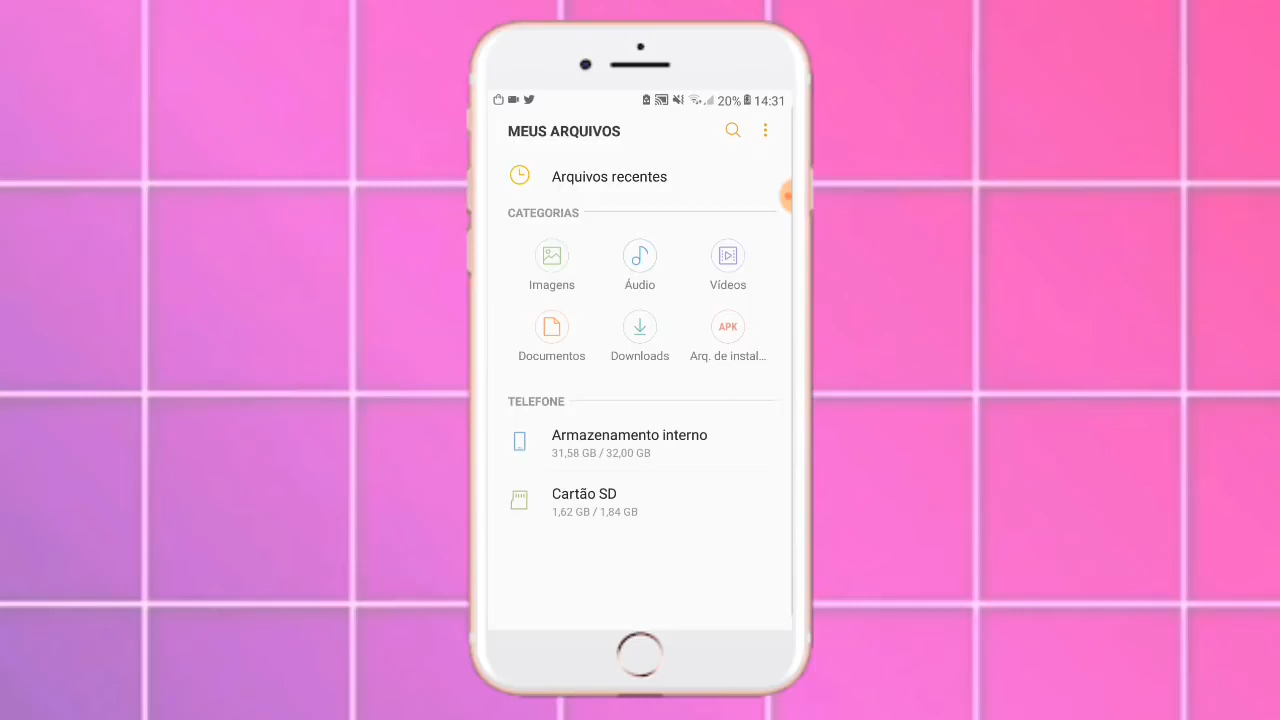 20% 14:31
MEUS ARQUIVOS
Arquivos recentes
CATEGORIAS
Imagens Áudio Vídeos
APK
Documentos Downloads Arq. de instal...
TELEFONE
Armazenamento interno
31,58 GB / 32,00 GB
Cartão SD
1,62 GB / 1,84 GB